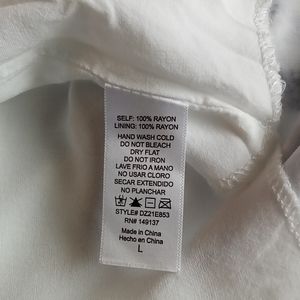 SELF: 100% RAYON
LINING: 100% RAYON
HAND WASH COLD
DO NOT BLEACH
DRY FLAT
DO NOT IRON
LAVE FRIO A MANO
NO USAR CLORO
SECAR EXTENDIDO
NO PLANCHAR
STYLE# DZ21E853
RN# 149137
Made in China
Hecho en China
L